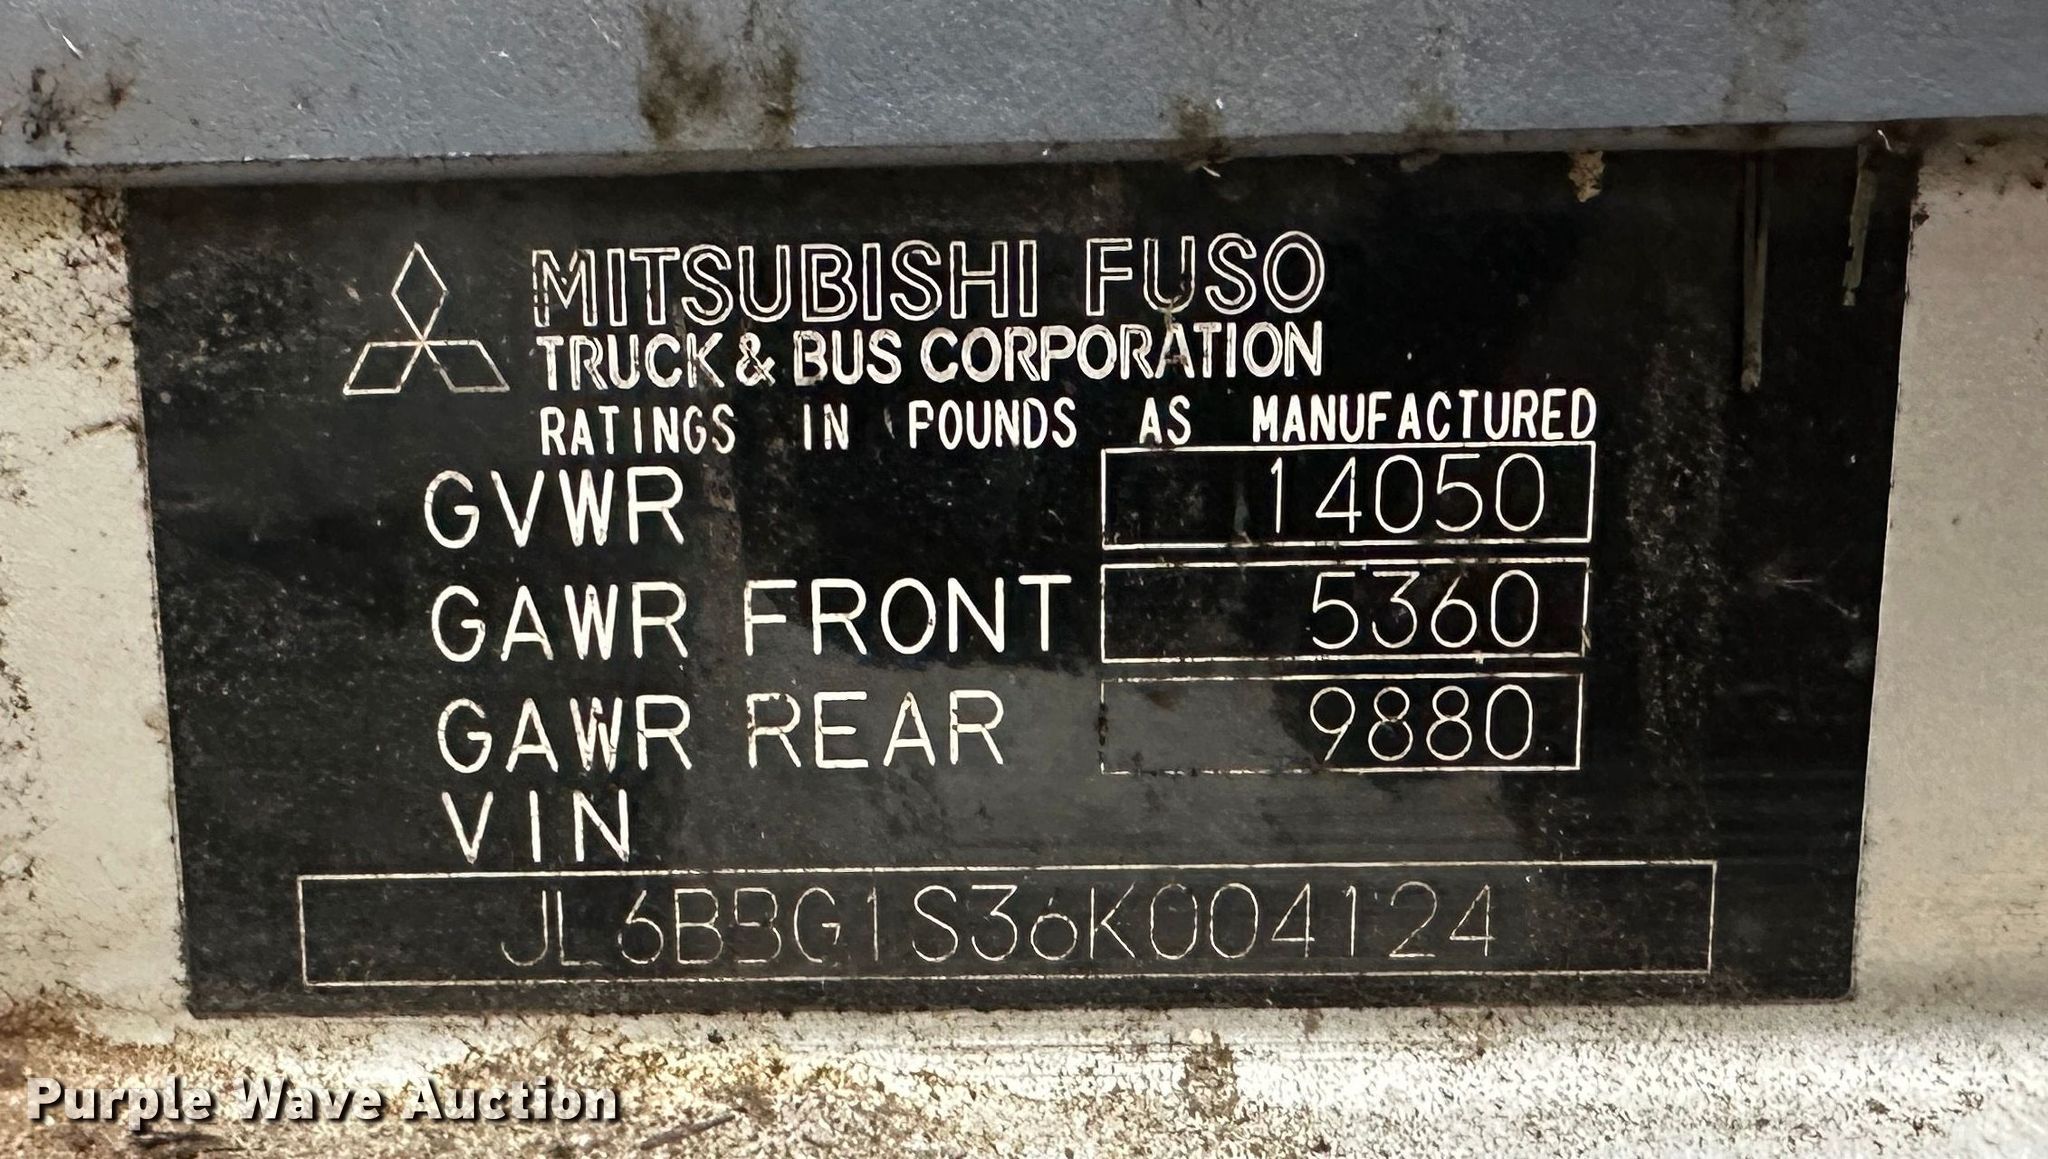 MITSUBISHI FUSO
TRUCK & BUS CORPORATION
RATINGS IN POUNDS AS MANUFACTURED
GVWR 14050
GAWR FRONT 5360
GAWR REAR 9880
VIN
JL6BBG1S36K004124
Purple Wave Auction